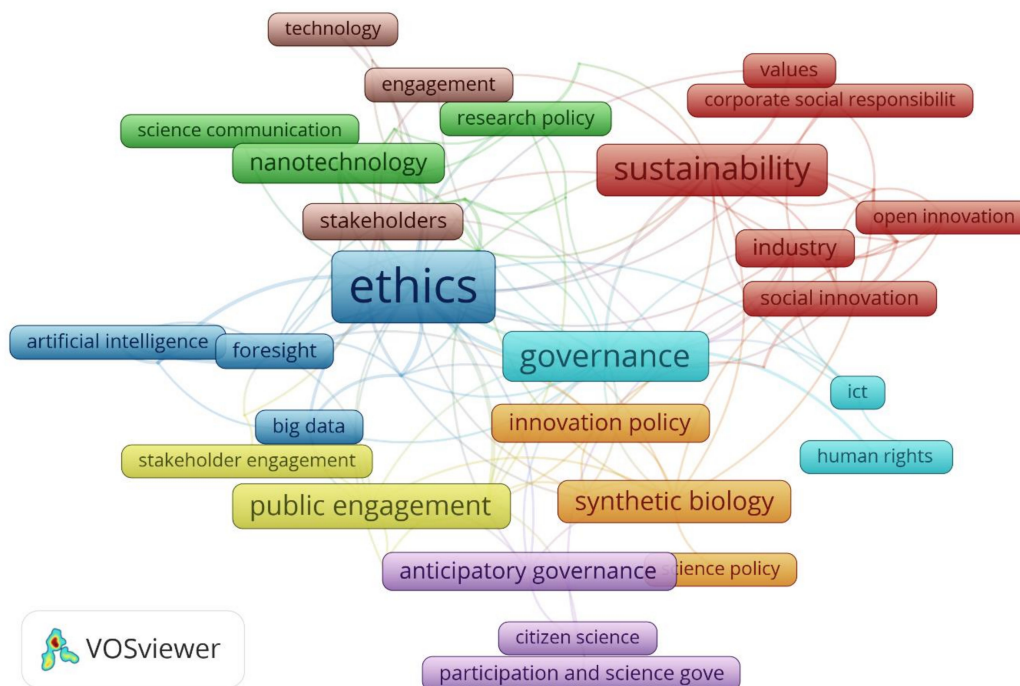 technology
engagement
values
corporate social responsibilit
research policy
science communication
nanotechnology
sustainability
stakeholders
open innovation
industry
ethics
social innovation
artificial intelligence
foresight
governance
ict
big data
innovation policy
stakeholder engagement
human rights
public engagement
synthetic biology
anticipatory governance
science policy
citizen science
VOSviewer
participation and science gove